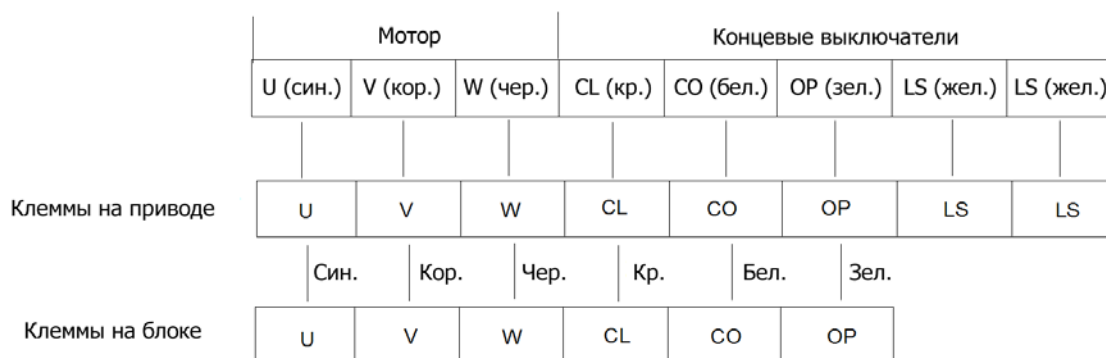 Мотор Концевые выключатели
U (син.) V (кор.) W (чер.) CL (кр.) CO (бел.) OP (зел.) LS (жел.) LS (жел.)
Клеммы на приводе U V W CL CO OP LS LS
Син. Кор. Чер. Кр. Бел. Зел.
Клеммы на блоке U V W CL CO OP